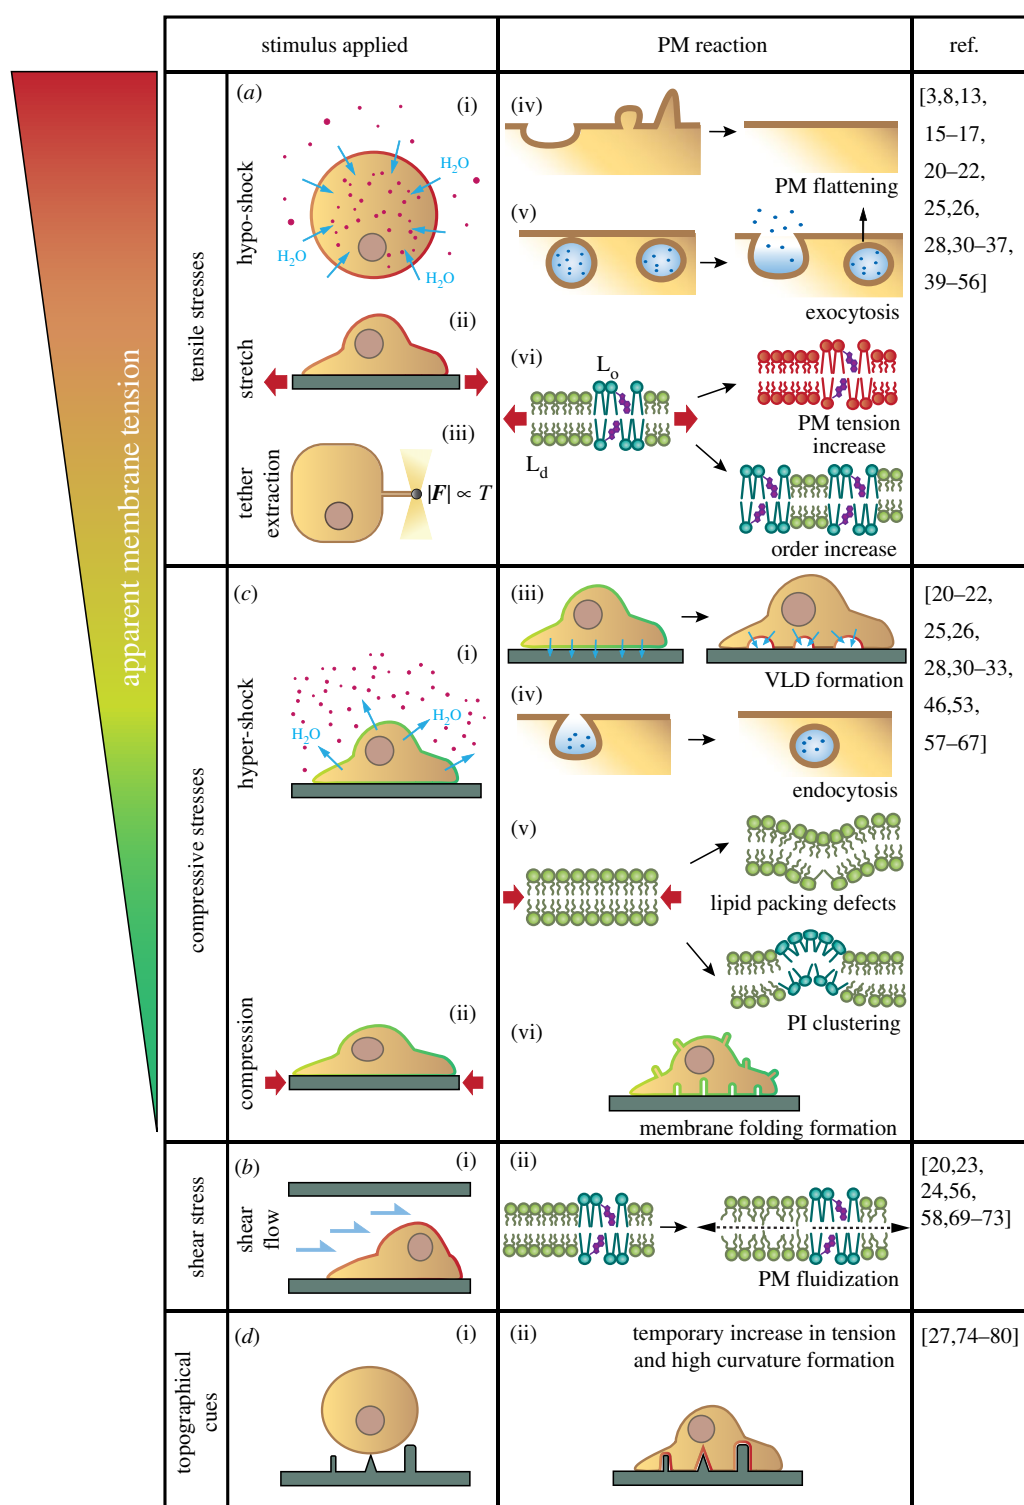 stimulus applied
PM reaction
ref.
apparent membrane tension
tensile stresses
(a)
(i)
hypo-shock
H2O
H2O
H2O
(ii)
stretch
(iii)
tether
extraction
|F| ∝ T
(iv)
PM flattening
(v)
exocytosis
(vi)
Lo
Ld
PM tension
increase
order increase
[3,8,13,
15–17,
20–22,
25,26,
28,30–37,
39–56]
compressive stresses
(c)
(i)
hyper-shock
H2O
H2O
(ii)
compression
(iii)
VLD formation
(iv)
endocytosis
(v)
lipid packing defects
PI clustering
(vi)
membrane folding formation
[20–22,
25,26,
28,30–33,
46,53,
57–67]
shear stress
(b)
(i)
shear
flow
(ii)
PM fluidization
[20,23,
24,56,
58,69–73]
topographical
cues
(d)
(i)
(ii)
temporary increase in tension
and high curvature formation
[27,74–80]